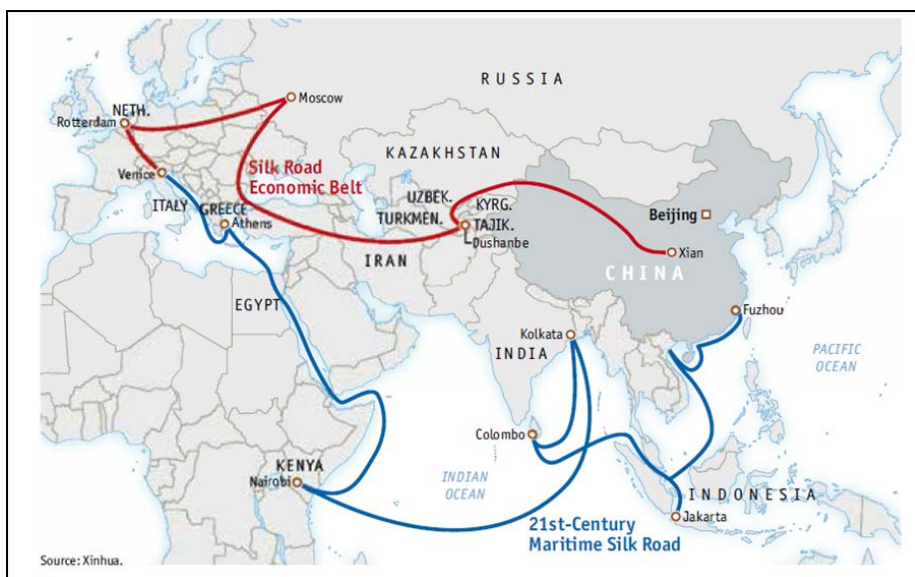 RUSSIA
Moscow
NETH.
Rotterdam
KAZAKHSTAN
Venice
Silk Road
Economic Belt
UZBEK.
KYRG.
ITALY
GREECE
Athens
TURKMEN.
TAJIK.
Dushanbe
Beijing
Xian
IRAN
CHINA
EGYPT
Fuzhou
Kolkata
INDIA
PACIFIC
OCEAN
Colombo
KENYA
Nairobi
INDIAN
OCEAN
INDONESIA
Jakarta
21st-Century
Maritime Silk Road
Source: Xinhua.